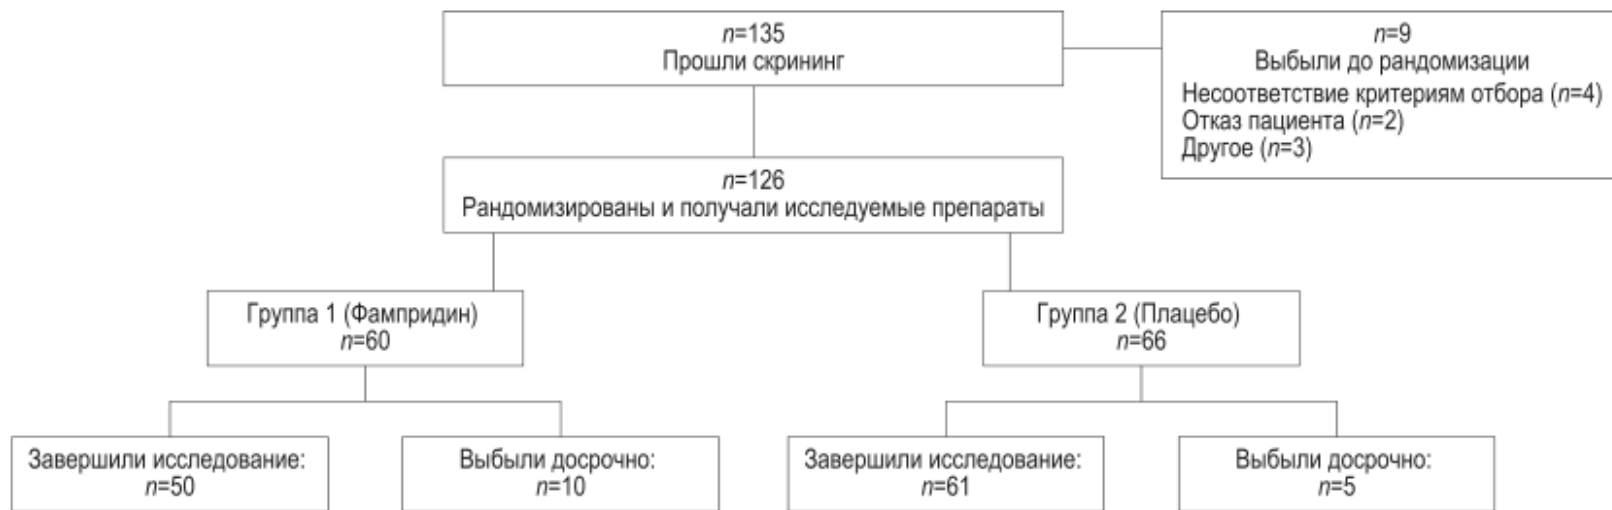 n=135
Прошли скрининг
n=9
Выбыли до рандомизации
Несоответствие критериям отбора (n=4)
Отказ пациента (n=2)
Другое (n=3)
n=126
Рандомизированы и получали исследуемые препараты
Группа 1 (Фампридин)
n=60
Группа 2 (Плацебо)
n=66
Завершили исследование:
n=50
Выбыли досрочно:
n=10
Завершили исследование:
n=61
Выбыли досрочно:
n=5